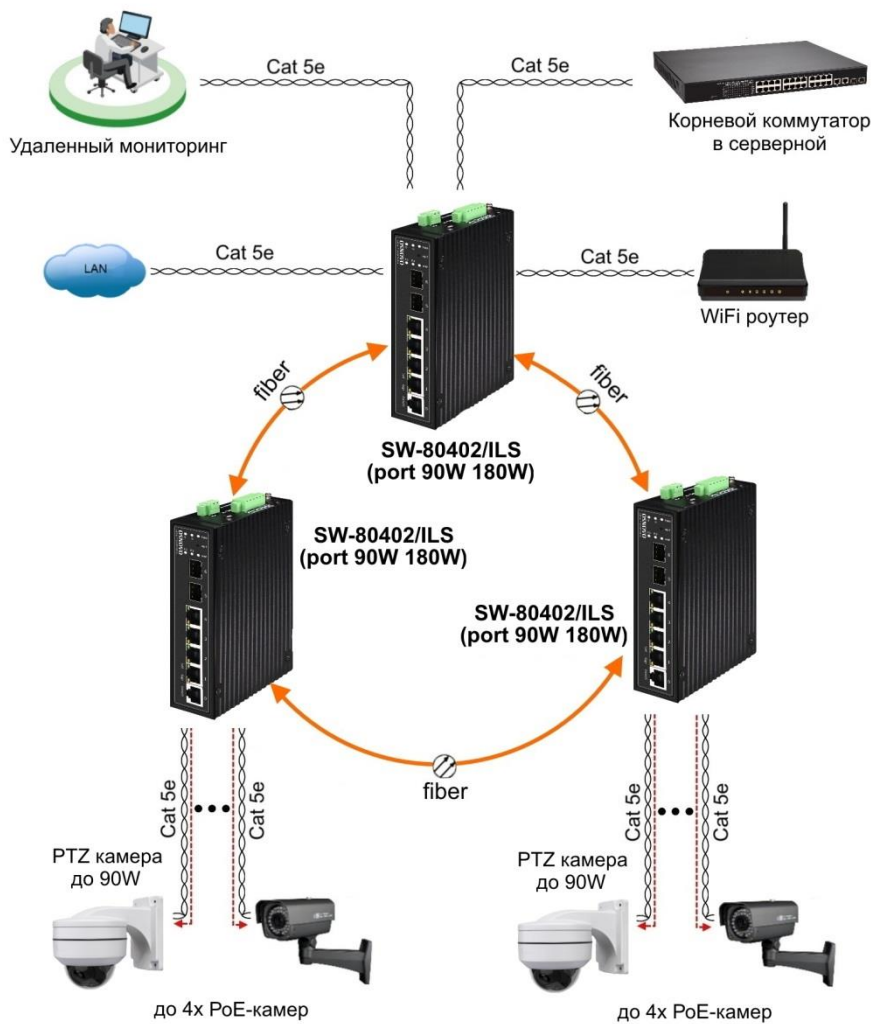 Cat 5e
Cat 5e
Удаленный мониторинг
Корневой коммутатор
в серверной
LAN
Cat 5e
Cat 5e
WiFi роутер
fiber
fiber
SW-80402/ILS
(port 90W 180W)
SW-80402/ILS
(port 90W 180W)
SW-80402/ILS
(port 90W 180W)
fiber
Cat 5e
Cat 5e
Cat 5e
Cat 5e
PTZ камера
до 90W
PTZ камера
до 90W
до 4x PoE-камер
до 4x PoE-камер